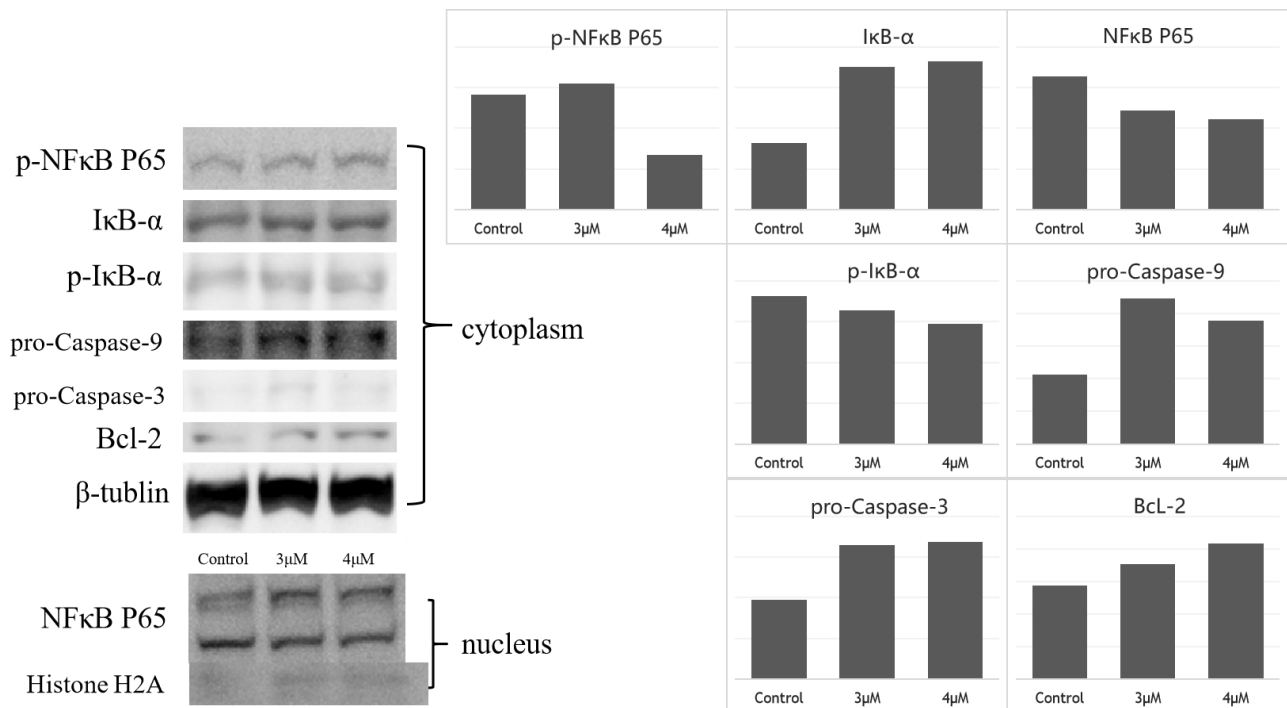 p-NFκB P65
IκB-α
p-IκB-α
pro-Caspase-9
pro-Caspase-3
Bcl-2
β-tublin
cytoplasm
Control 3μM 4μM
NFκB P65
Histone H2A
nucleus
p-NFκB P65
Control 3μM 4μM
IκB-α
Control 3μM 4μM
NFκB P65
Control 3μM 4μM
p-IκB-α
Control 3μM 4μM
pro-Caspase-9
Control 3μM 4μM
pro-Caspase-3
Control 3μM 4μM
BcL-2
Control 3μM 4μM